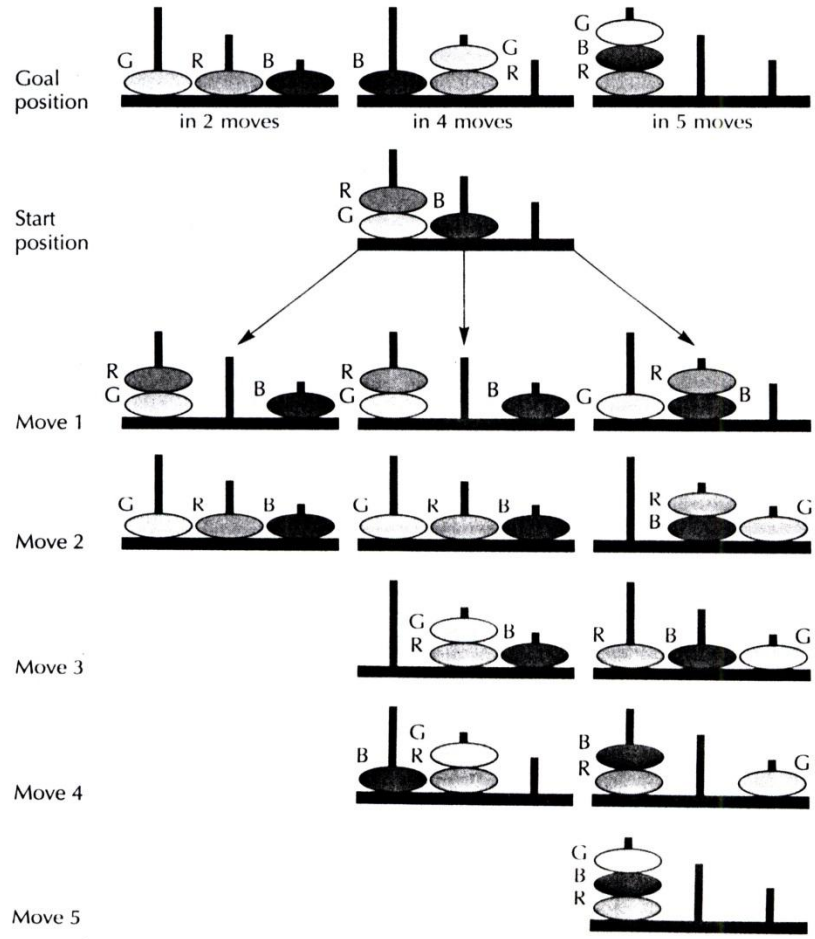 G R B B G R G B R
Goal
position
in 2 moves in 4 moves in 5 moves
R B
G
Start
position
R R R
G B G B G B
Move 1
G R B G R B R G
B
Move 2
G B R B G
R
Move 3
G B
B R R G
Move 4
G
B
R
Move 5